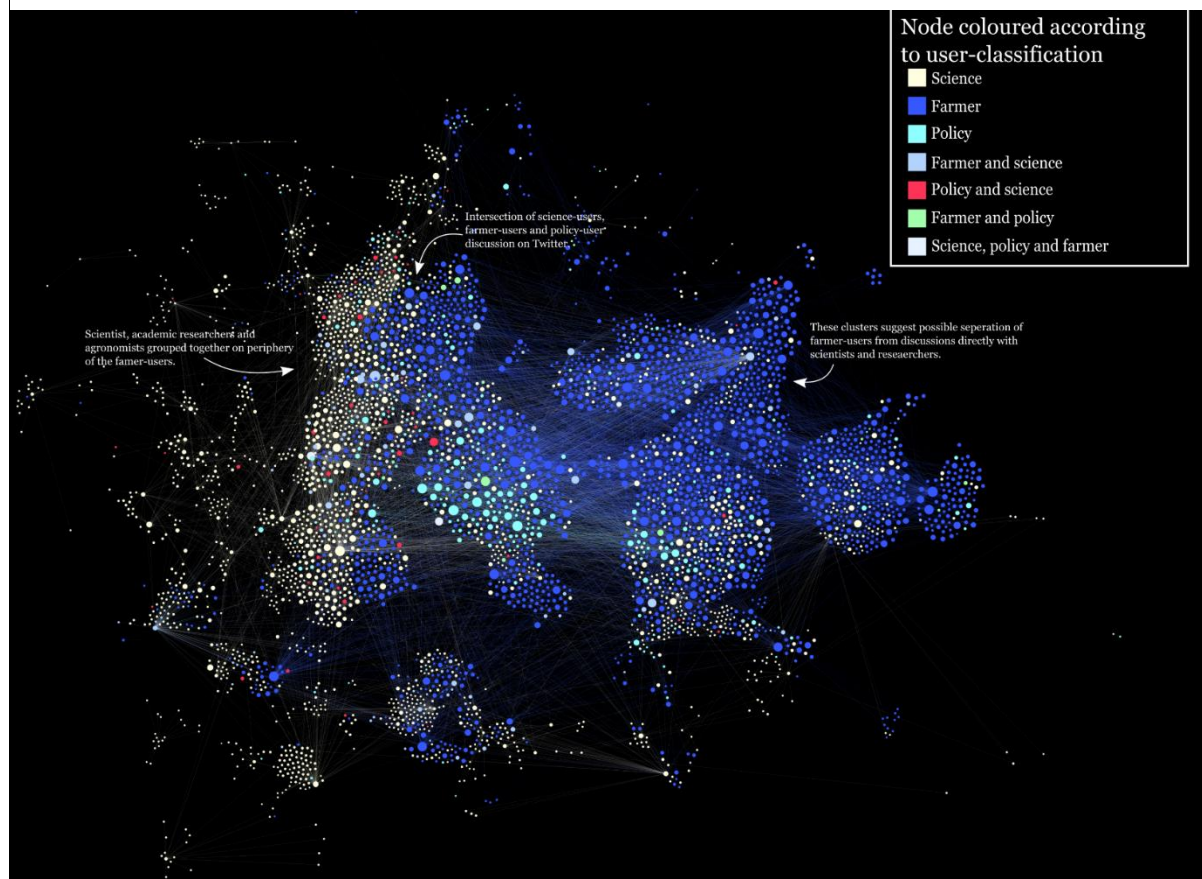 Node coloured according
to user-classification
Science
Farmer
Policy
Farmer and science
Policy and science
Farmer and policy
Science, policy and farmer
Intersection of science-users,
farmer-users and policy-user
discussion on Twitter.
Scientist, academic researchers and
agronomists grouped together on periphery
of the famer-users.
These clusters suggest possible seperation of
farmer-users from discussions directly with
scientists and reseaerchers.